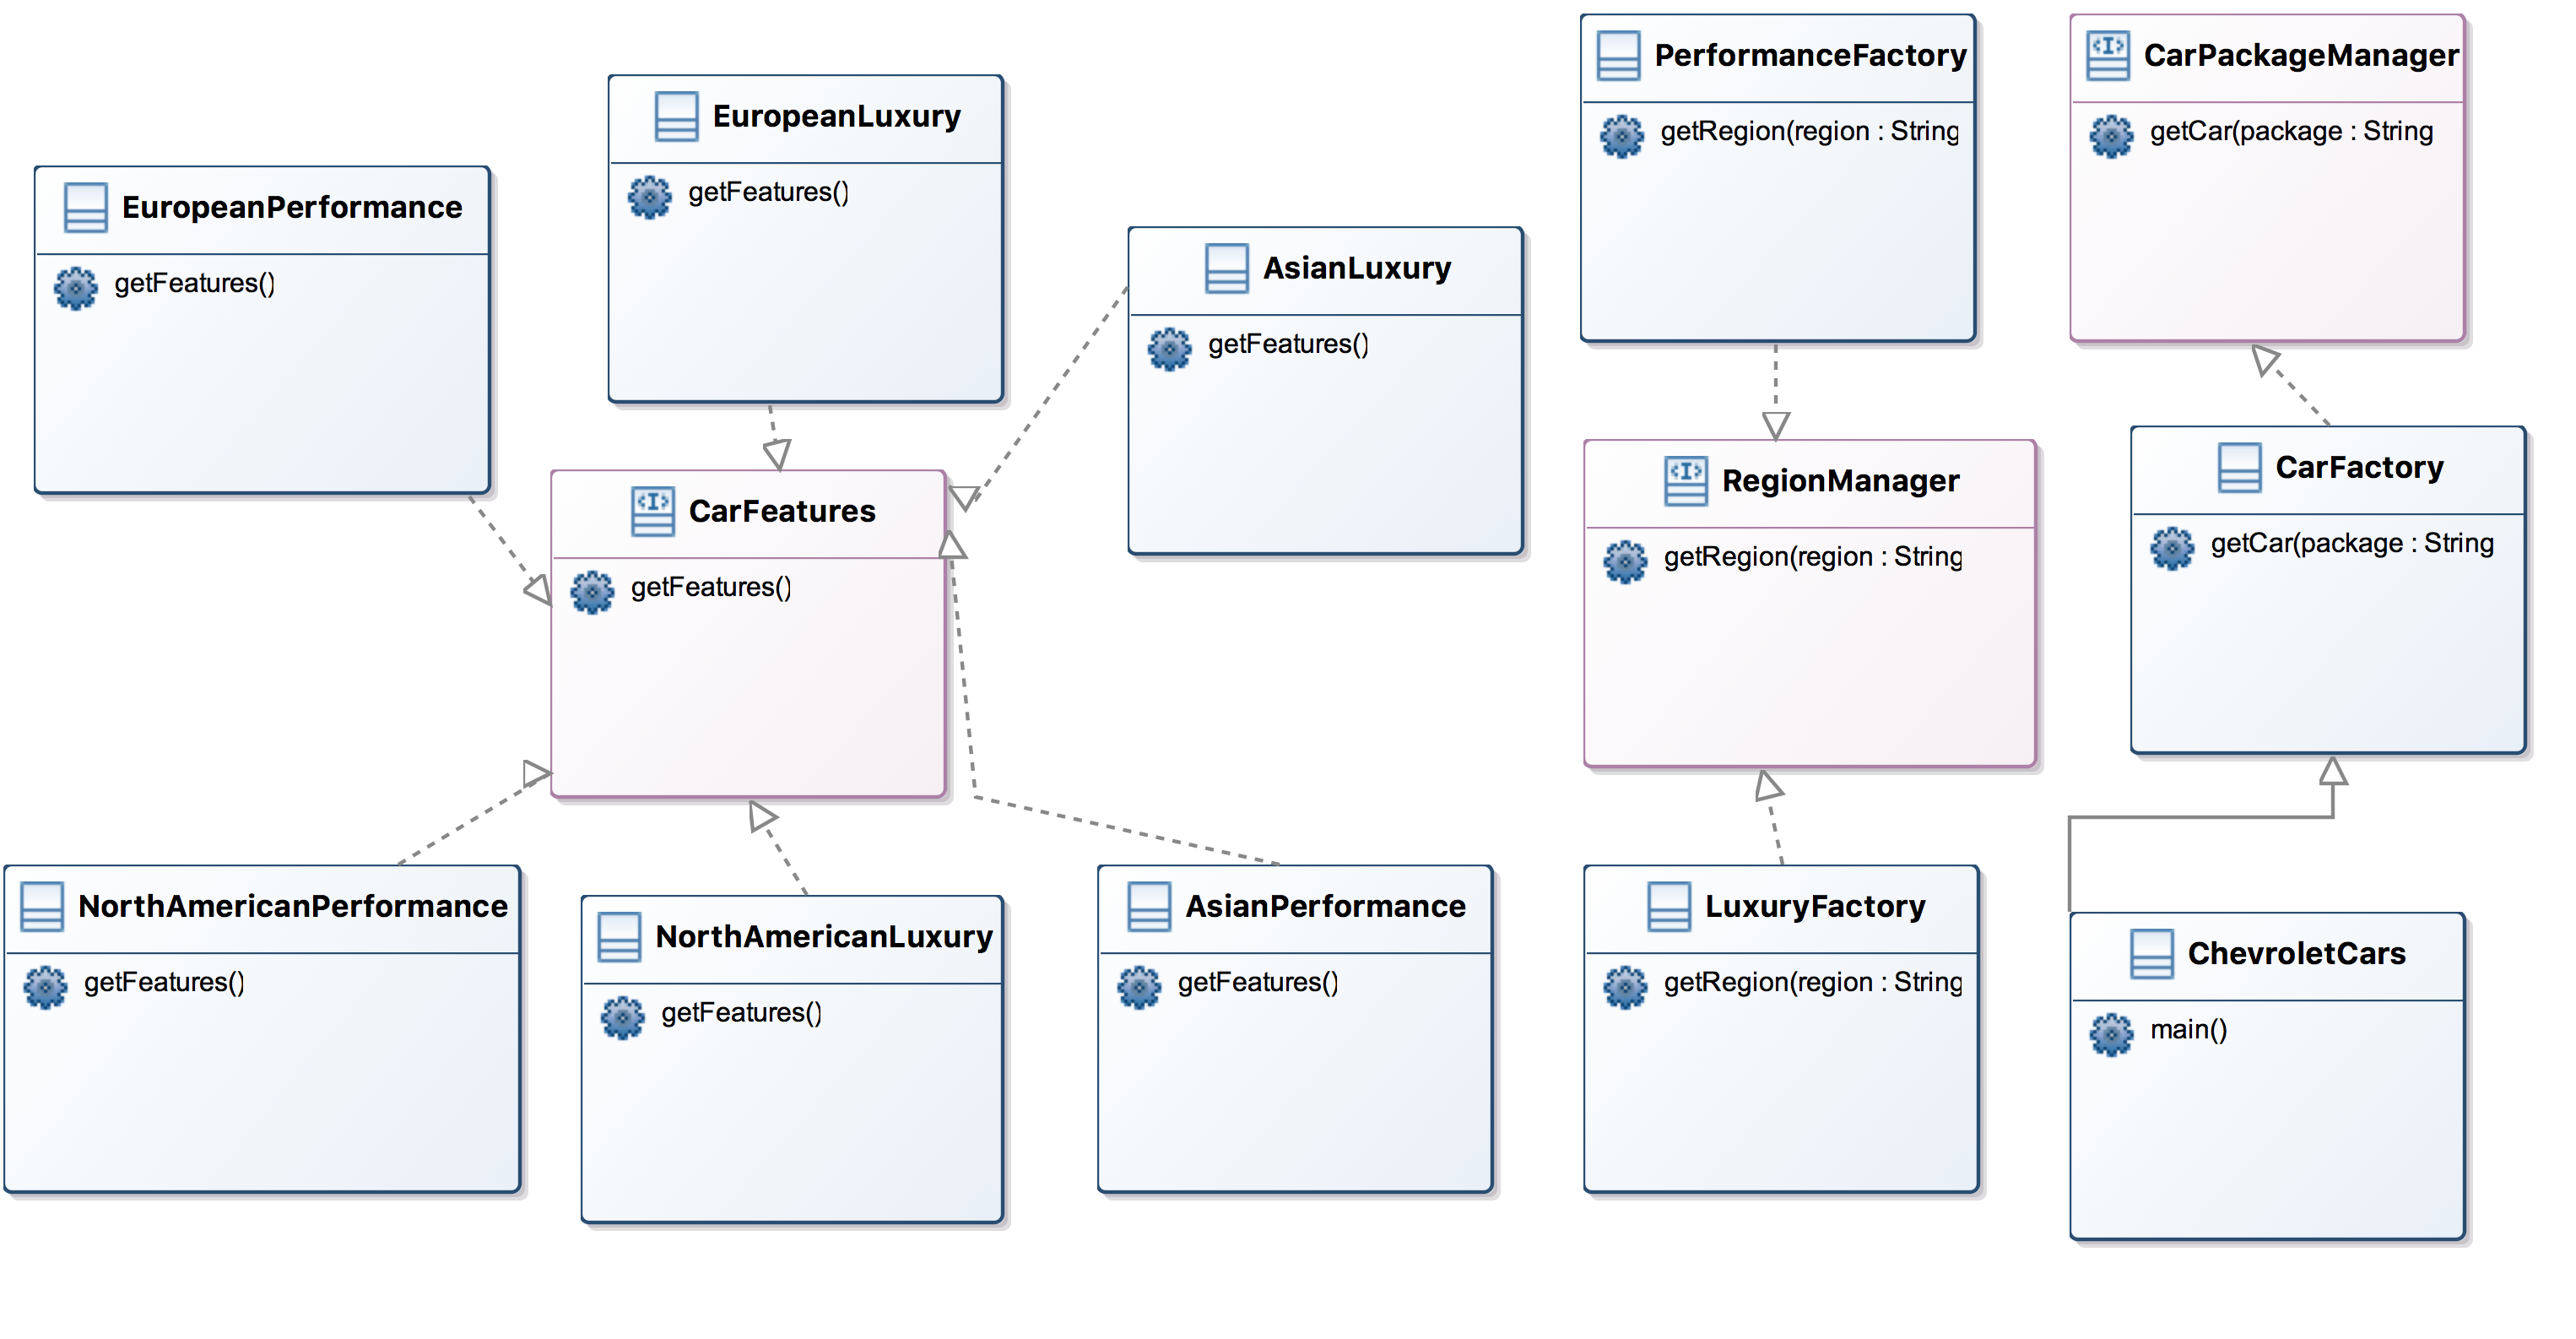 EuropeanPerformance
getFeatures()
EuropeanLuxury
getFeatures()
AsianLuxury
getFeatures()
CarFeatures
getFeatures()
NorthAmericanPerformance
getFeatures()
NorthAmericanLuxury
getFeatures()
AsianPerformance
getFeatures()
PerformanceFactory
getRegion(region : String
RegionManager
getRegion(region : String
LuxuryFactory
getRegion(region : String
CarPackageManager
getCar(package : String
CarFactory
getCar(package : String
ChevroletCars
main()